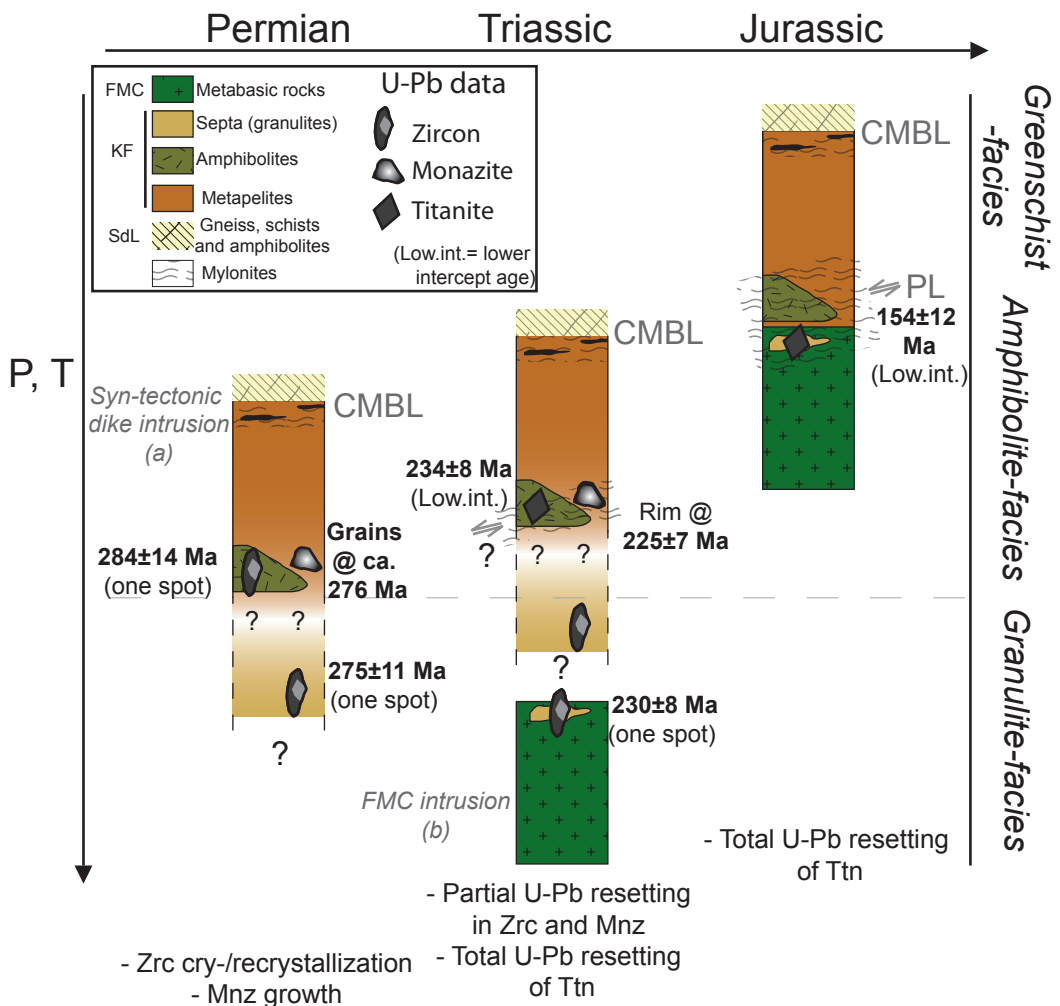 Permian
Triassic
Jurassic
FMC
Metabasic rocks
KF
Septa (granulites)
Amphibolites
Metapelites
SdL
Gneiss, schists
and amphibolites
Mylonites
U-Pb data
Zircon
Monazite
Titanite
(Low.int.= lower
intercept age)
P, T
Greenschist
-facies
Amphibolite-facies
Granulite-facies
Syn-tectonic
dike intrusion
(a)
CMBL
284±14 Ma
(one spot)
Grains
@ ca.
276 Ma
? ?
275±11 Ma
(one spot)
?
- Zrc cry-/recrystallization
- Mnz growth
CMBL
234±8 Ma
(Low.int.)
Rim @
225±7 Ma
? ? ?
?
230±8 Ma
(one spot)
FMC intrusion
(b)
- Partial U-Pb resetting
in Zrc and Mnz
- Total U-Pb resetting
of Ttn
CMBL
PL
154±12
Ma
(Low.int.)
- Total U-Pb resetting
of Ttn